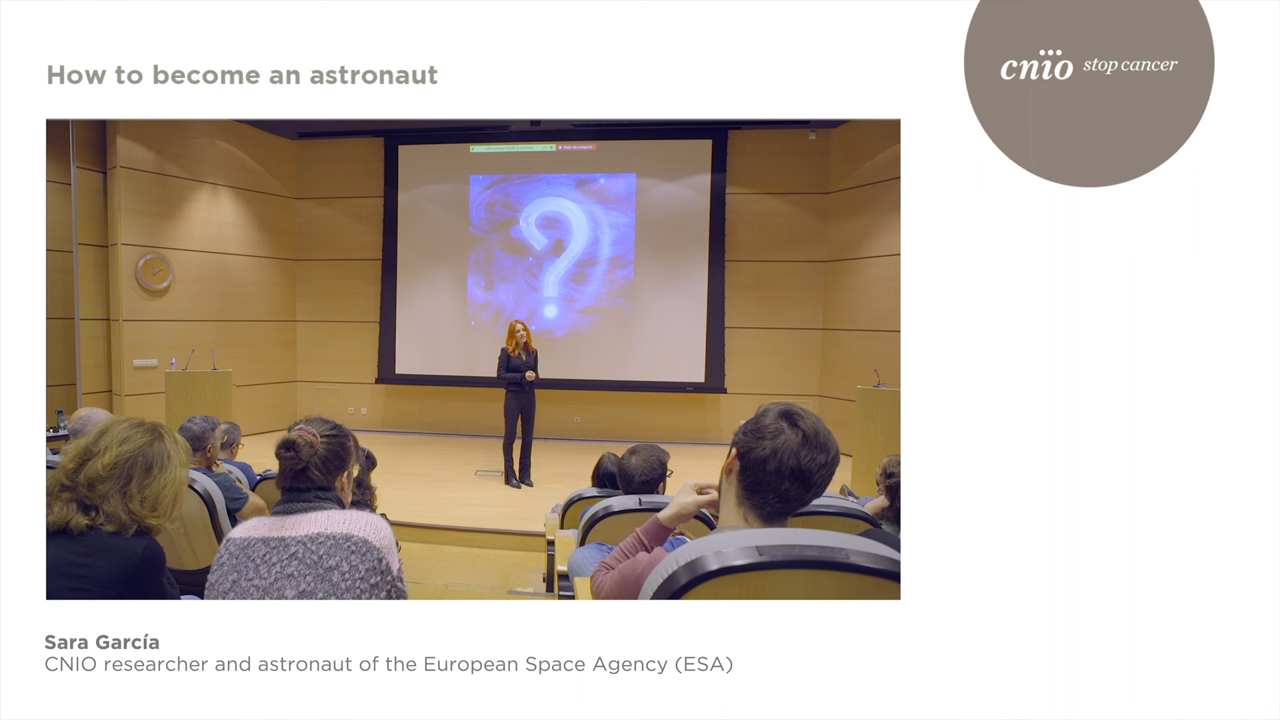 How to become an astronaut
cnio stop cancer
?
Sara García
CNIO researcher and astronaut of the European Space Agency (ESA)